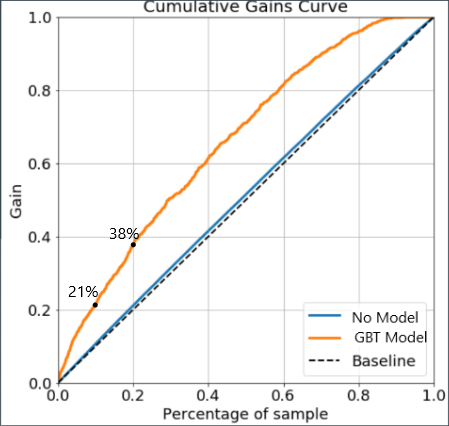 Cumulative Gains Curve
1.0
0.8
0.6
0.4
0.2
0.0
Gain
38%
21%
No Model
GBT Model
Baseline
0.0 0.2 0.4 0.6 0.8 1.0
Percentage of sample